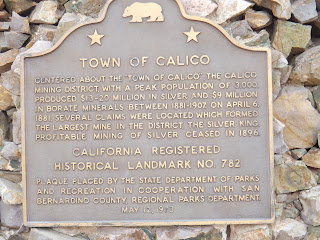 TOWN OF CALICO
CENTERED ABOUT THE "TOWN OF CALICO" THE CALICO
MINING DISTRICT WITH A PEAK POPULATION OF 3,000
PRODUCED $13-20 MILLION IN SILVER AND $9 MILLION
IN BORATE MINERALS BETWEEN 1881-1907. ON APRIL 6,
1881 SEVERAL CLAIMS WERE LOCATED WHICH FORMED
THE LARGEST MINE IN THE DISTRICT THE SILVER KING.
PROFITABLE MINING OF SILVER CEASED IN 1896.
CALIFORNIA REGISTERED
HISTORICAL LANDMARK NO. 782
PLAQUE PLACED BY THE STATE DEPARTMENT OF PARKS
AND RECREATION IN COOPERATION WITH SAN
BERNARDINO COUNTY REGIONAL PARKS DEPARTMENT
MAY 12,